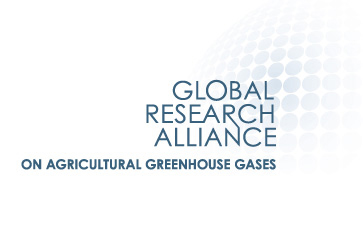 GLOBAL
RESEARCH
ALLIANCE
ON AGRICULTURAL GREENHOUSE GASES